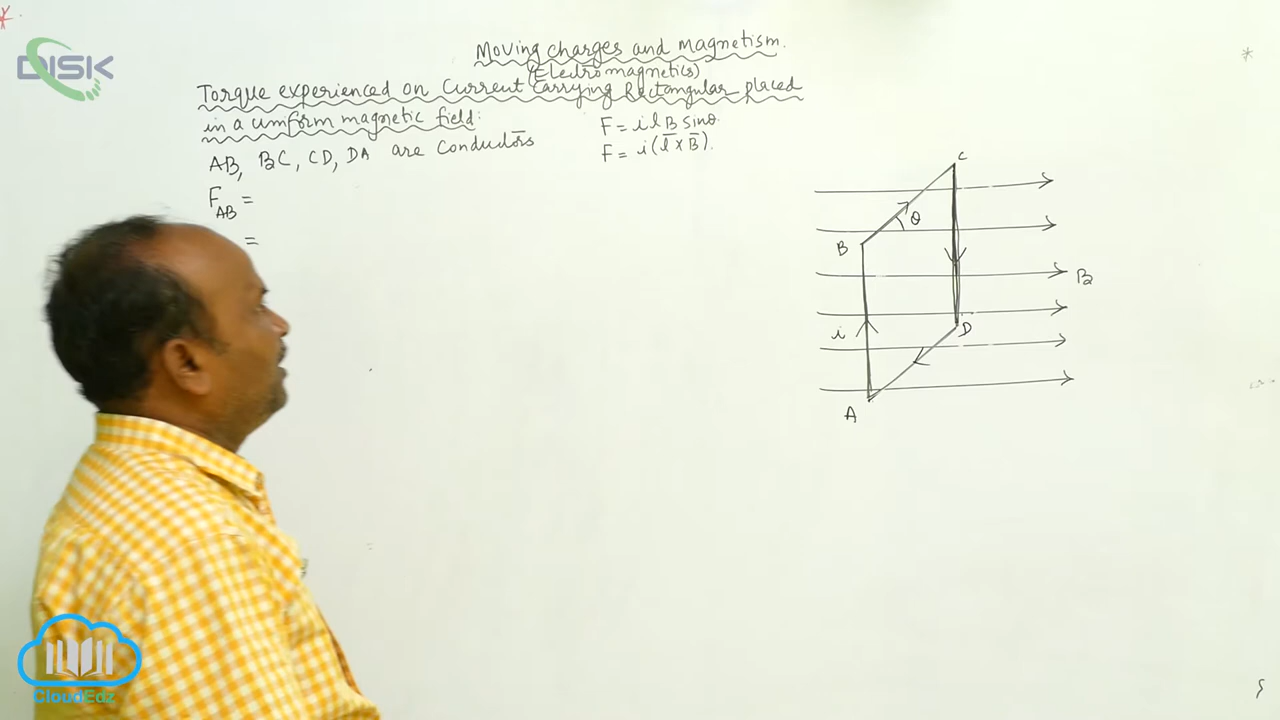 DISK
Moving charges and magnetism.
(Electromagnetics)
Torque experienced on Current Carrying Rectangular placed
in a uniform magnetic field:
F = i l B sinθ
F = i (l̄ × B̄).
AB, BC, CD, DA are Conductors
F_AB =
=
C
θ
B
B
i
D
A
CloudEdz